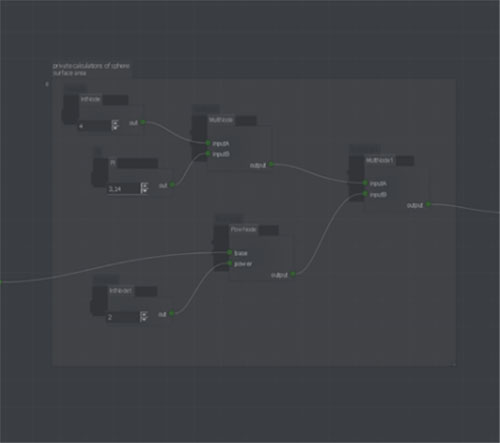 private calculations of sphere
surface area
IntNode
4
out
MultNode
inputA
inputB
output
PI
3,14
out
MultNode1
inputA
inputB
output
PowNode
base
power
output
IntNode1
2
out